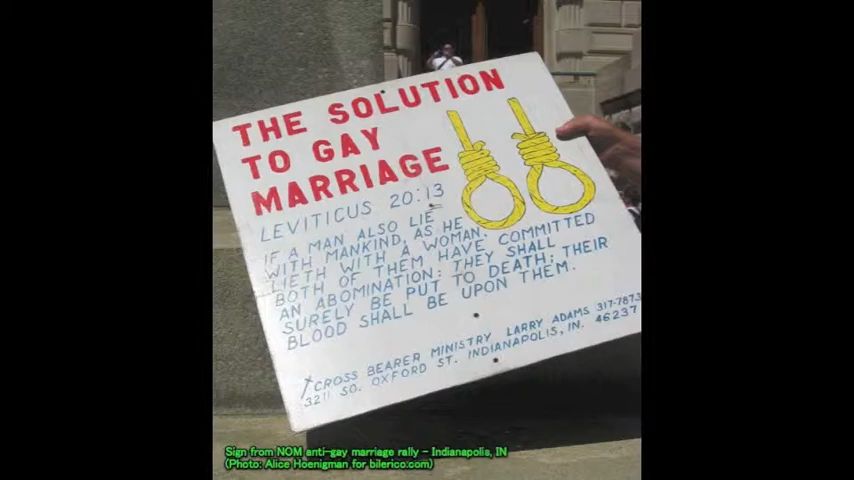 THE SOLUTION
TO GAY
MARRIAGE
LEVITICUS 20:13
IF A MAN ALSO LIE
WITH MANKIND, AS HE
LIETH WITH A WOMAN,
BOTH OF THEM HAVE COMMITTED
AN ABOMINATION: THEY SHALL
SURELY BE PUT TO DEATH; THEIR
BLOOD SHALL BE UPON THEM.
CROSS BEARER MINISTRY LARRY ADAMS 317-7873
3211 SO. OXFORD ST. INDIANAPOLIS, IN. 46237
Sign from NOM anti-gay marriage rally - Indianapolis, IN
(Photo: Alice Hoenigman for bilerico.com)